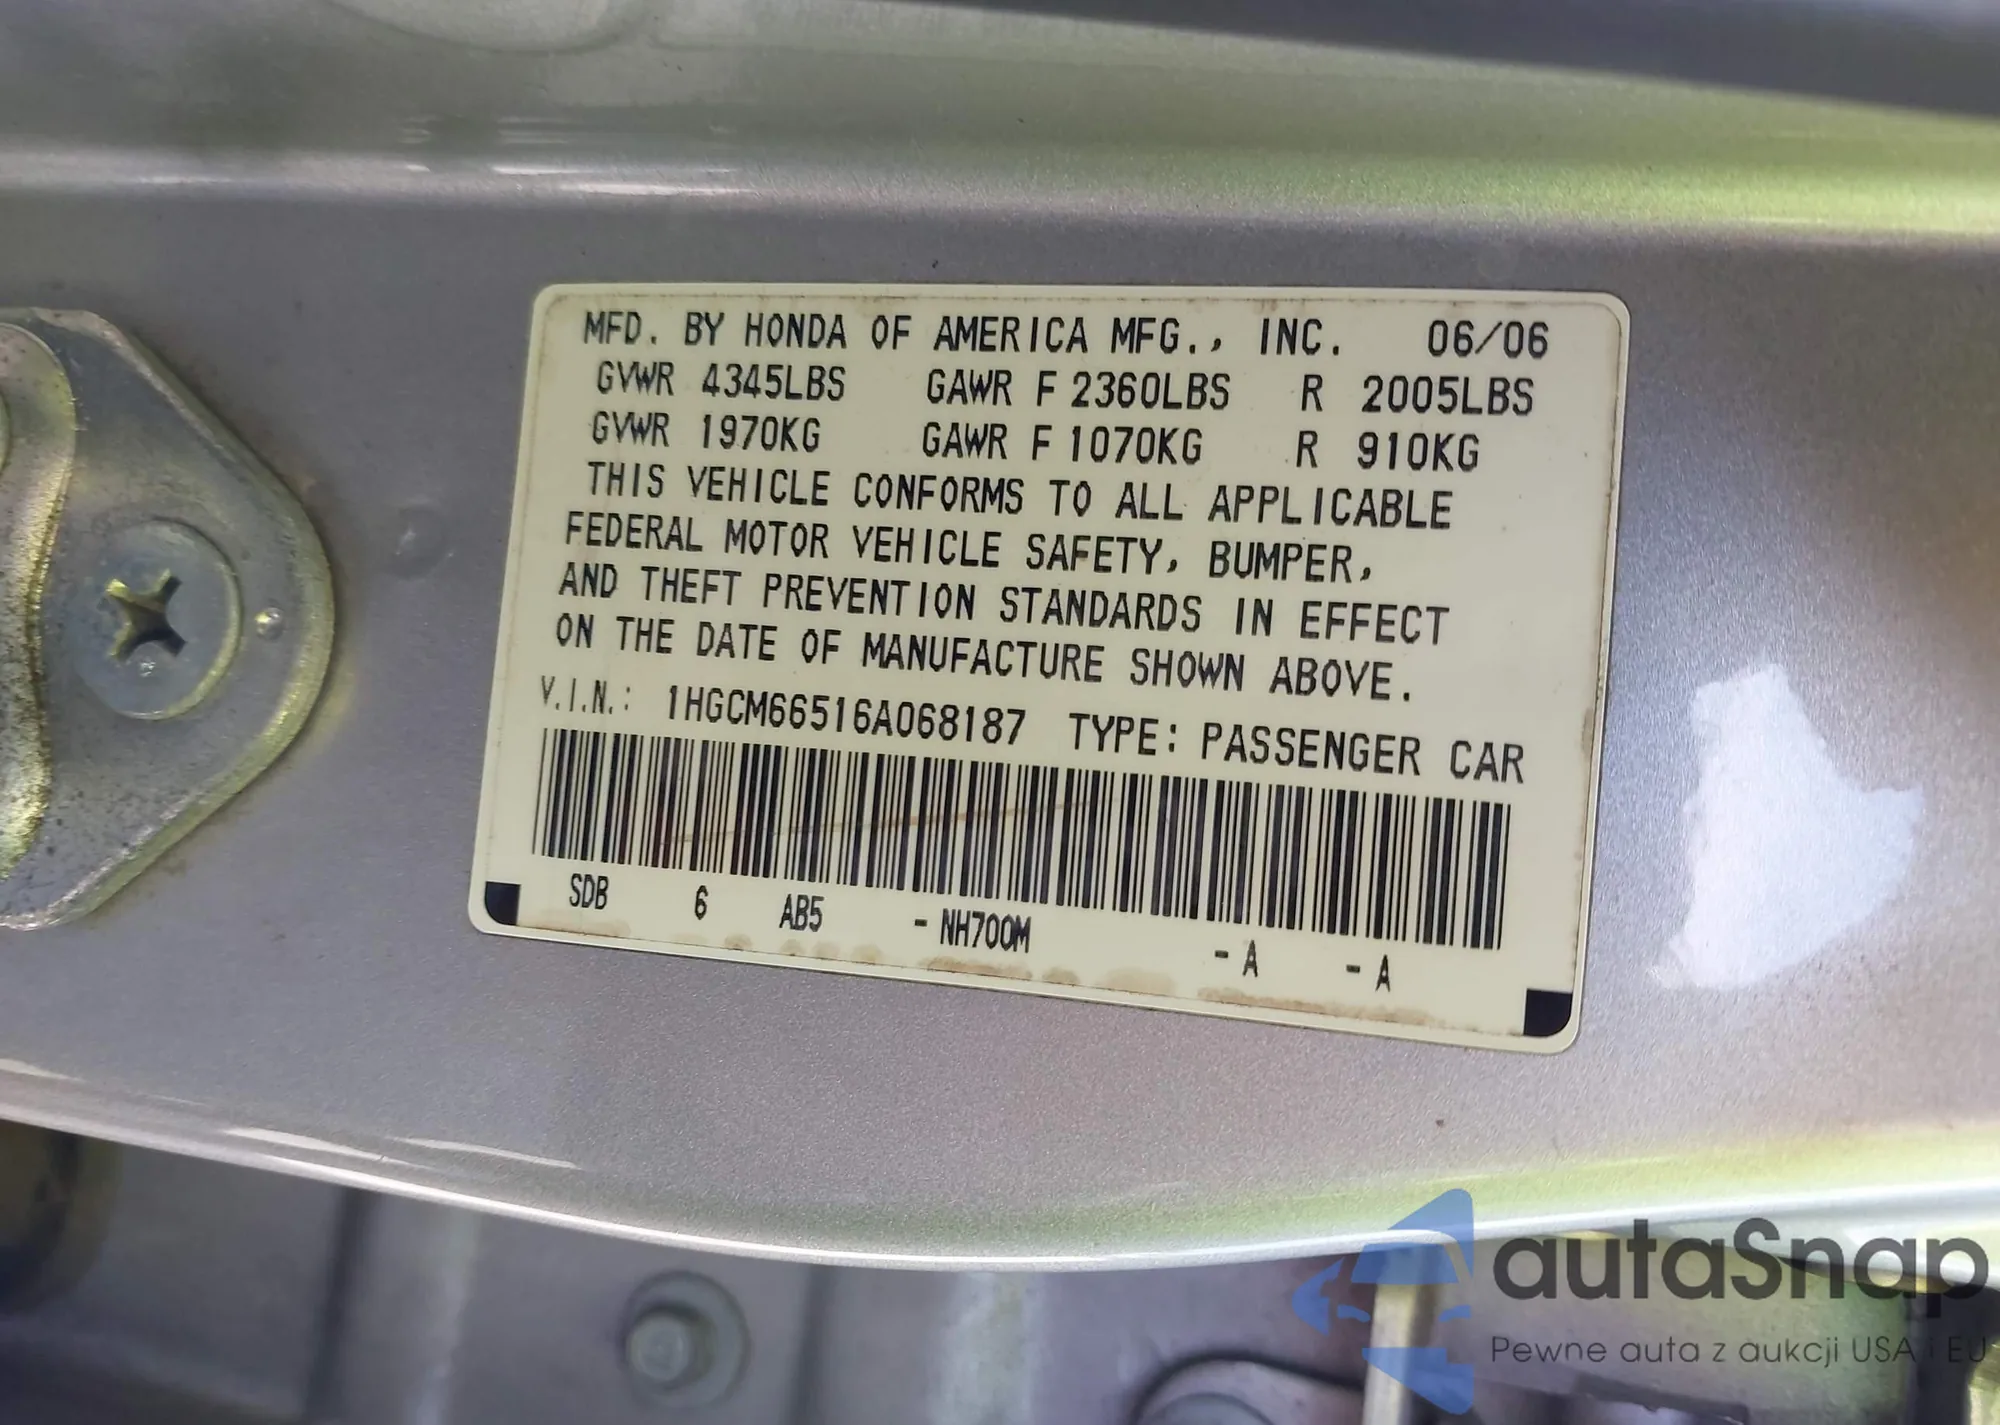 MFD. BY HONDA OF AMERICA MFG., INC. 06/06
GVWR 4345LBS GAWR F 2360LBS R 2005LBS
GVWR 1970KG GAWR F 1070KG R 910KG
THIS VEHICLE CONFORMS TO ALL APPLICABLE
FEDERAL MOTOR VEHICLE SAFETY, BUMPER,
AND THEFT PREVENTION STANDARDS IN EFFECT
ON THE DATE OF MANUFACTURE SHOWN ABOVE.
V.I.N.: 1HGCM66516A068187 TYPE: PASSENGER CAR
SDB 6 AB5 - NH700M - A - A
autaSnap
Pewne auta z aukcji USA i EU